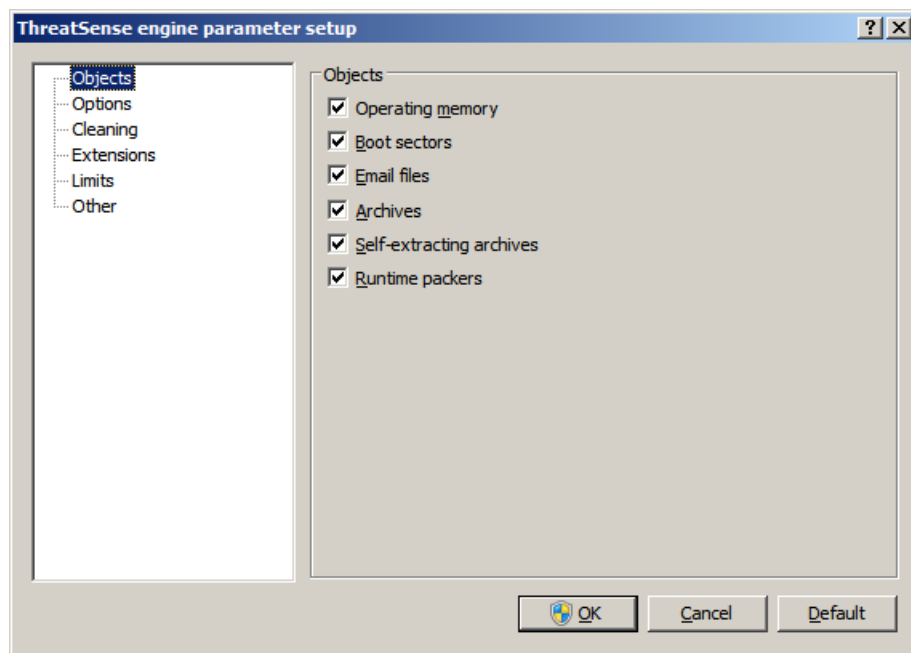 ThreatSense engine parameter setup
Objects
Options
Cleaning
Extensions
Limits
Other
Objects
Operating memory
Boot sectors
Email files
Archives
Self-extracting archives
Runtime packers
OK
Cancel
Default